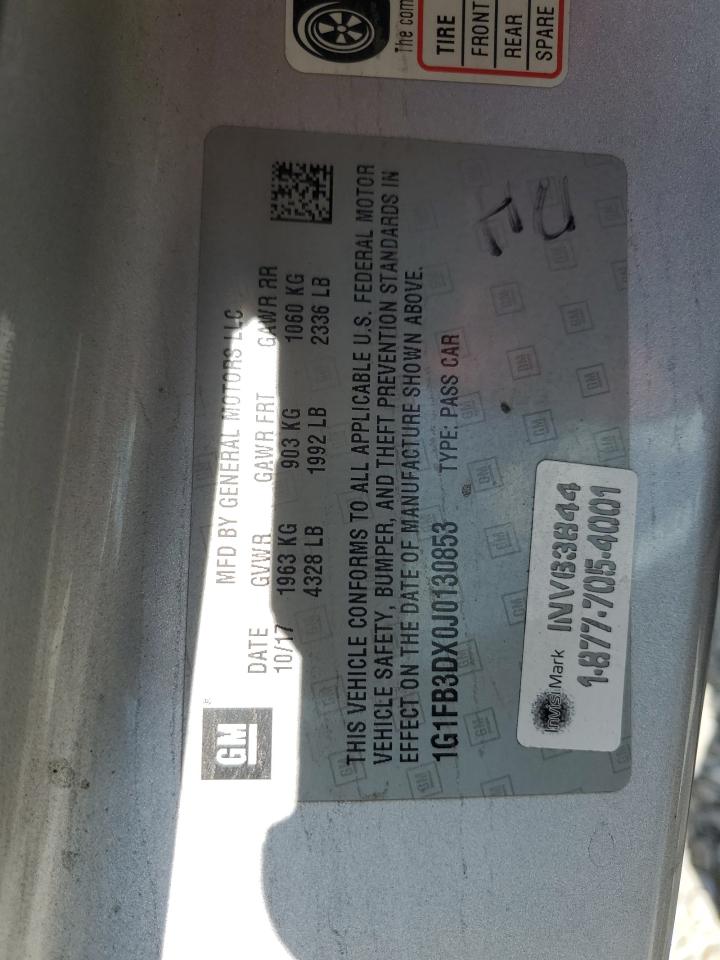 GM
MFD BY GENERAL MOTORS LLC
DATE GVWR GAWR FRT GAWR RR
10/17 1963 KG 903 KG 1060 KG
4328 LB 1992 LB 2336 LB
THIS VEHICLE CONFORMS TO ALL APPLICABLE U.S. FEDERAL MOTOR
VEHICLE SAFETY, BUMPER, AND THEFT PREVENTION STANDARDS IN
EFFECT ON THE DATE OF MANUFACTURE SHOWN ABOVE.
1G1FB3DX0J0130853 TYPE: PASS CAR
InvisiMark INV83844
1-877-705-4001
The com
TIRE
FRONT
REAR
SPARE